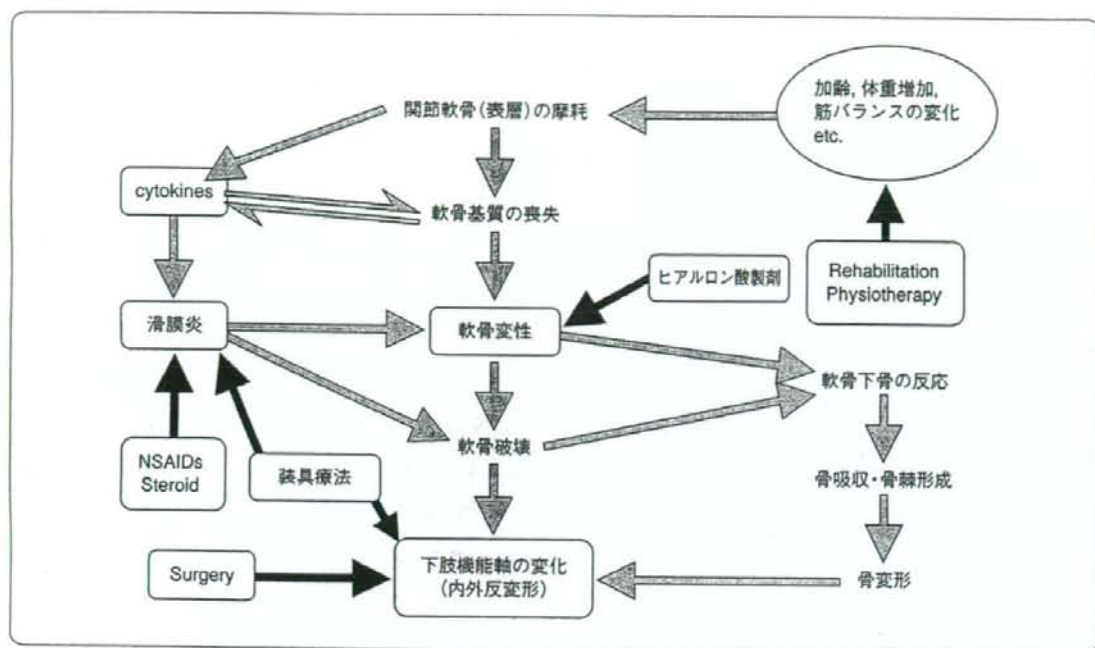 加齢, 体重増加,
筋バランスの変化
etc.
関節軟骨(表層)の摩耗
cytokines
軟骨基質の喪失
ヒアルロン酸製剤
Rehabilitation
Physiotherapy
滑膜炎
軟骨変性
軟骨下骨の反応
軟骨破壊
NSAIDs
Steroid
装具療法
骨吸収・骨棘形成
下肢機能軸の変化
(内外反変形)
Surgery
骨変形